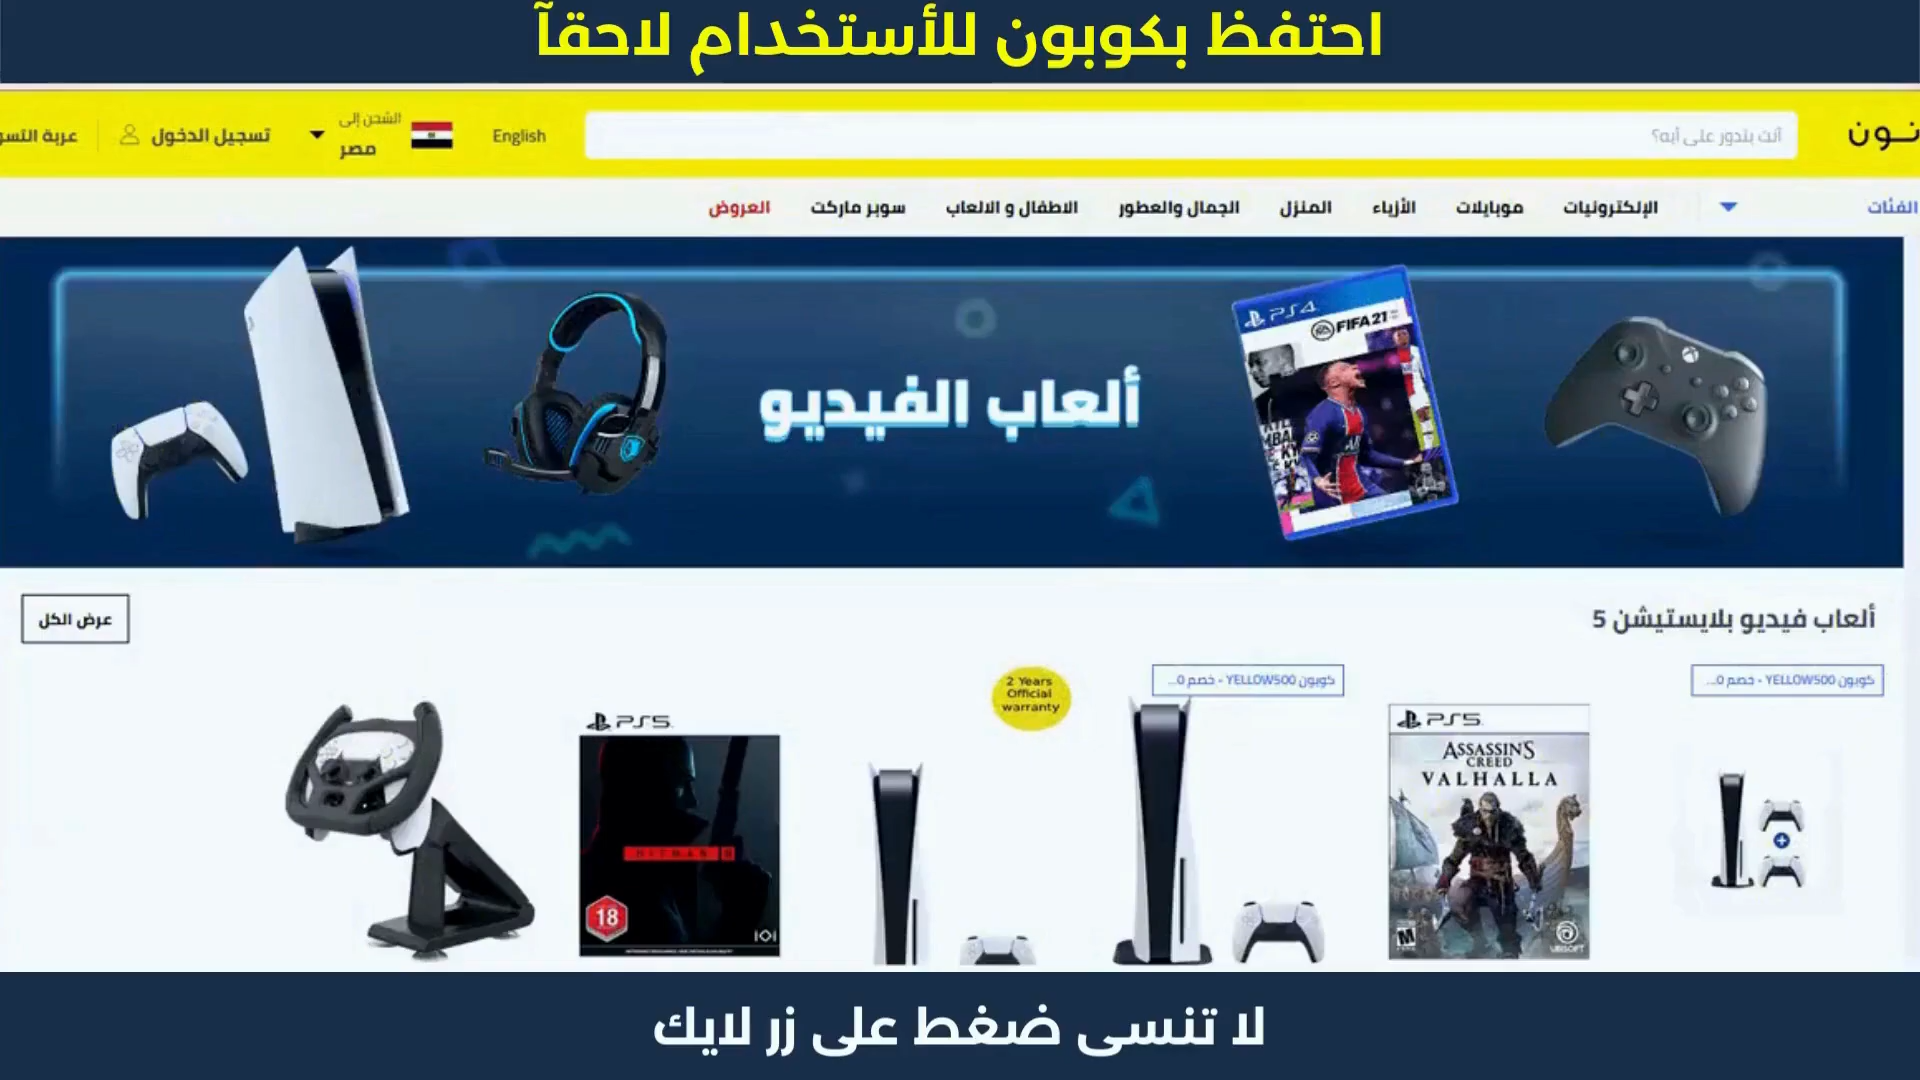 احتفظ بكوبون للأستخدام لاحقآ
نون
أنت بتدور على أيه؟
English
الشحن إلى
مصر
تسجيل الدخول
الفئات
الإلكترونيات
موبايلات
الأزياء
المنزل
الجمال والعطور
الاطفال و الالعاب
سوبر ماركت
العروض
ألعاب الفيديو
PS4
FIFA 21
ألعاب فيديو بلايستيشن 5
عرض الكل
كوبون YELLOW500 - خصم 0...
كوبون YELLOW500 - خصم 0...
2 Years
Official
warranty
PS5
ASSASSIN'S
CREED
VALHALLA
M
UBISOFT
PS5
HITMAN
18
لا تنسى ضغط على زر لايك